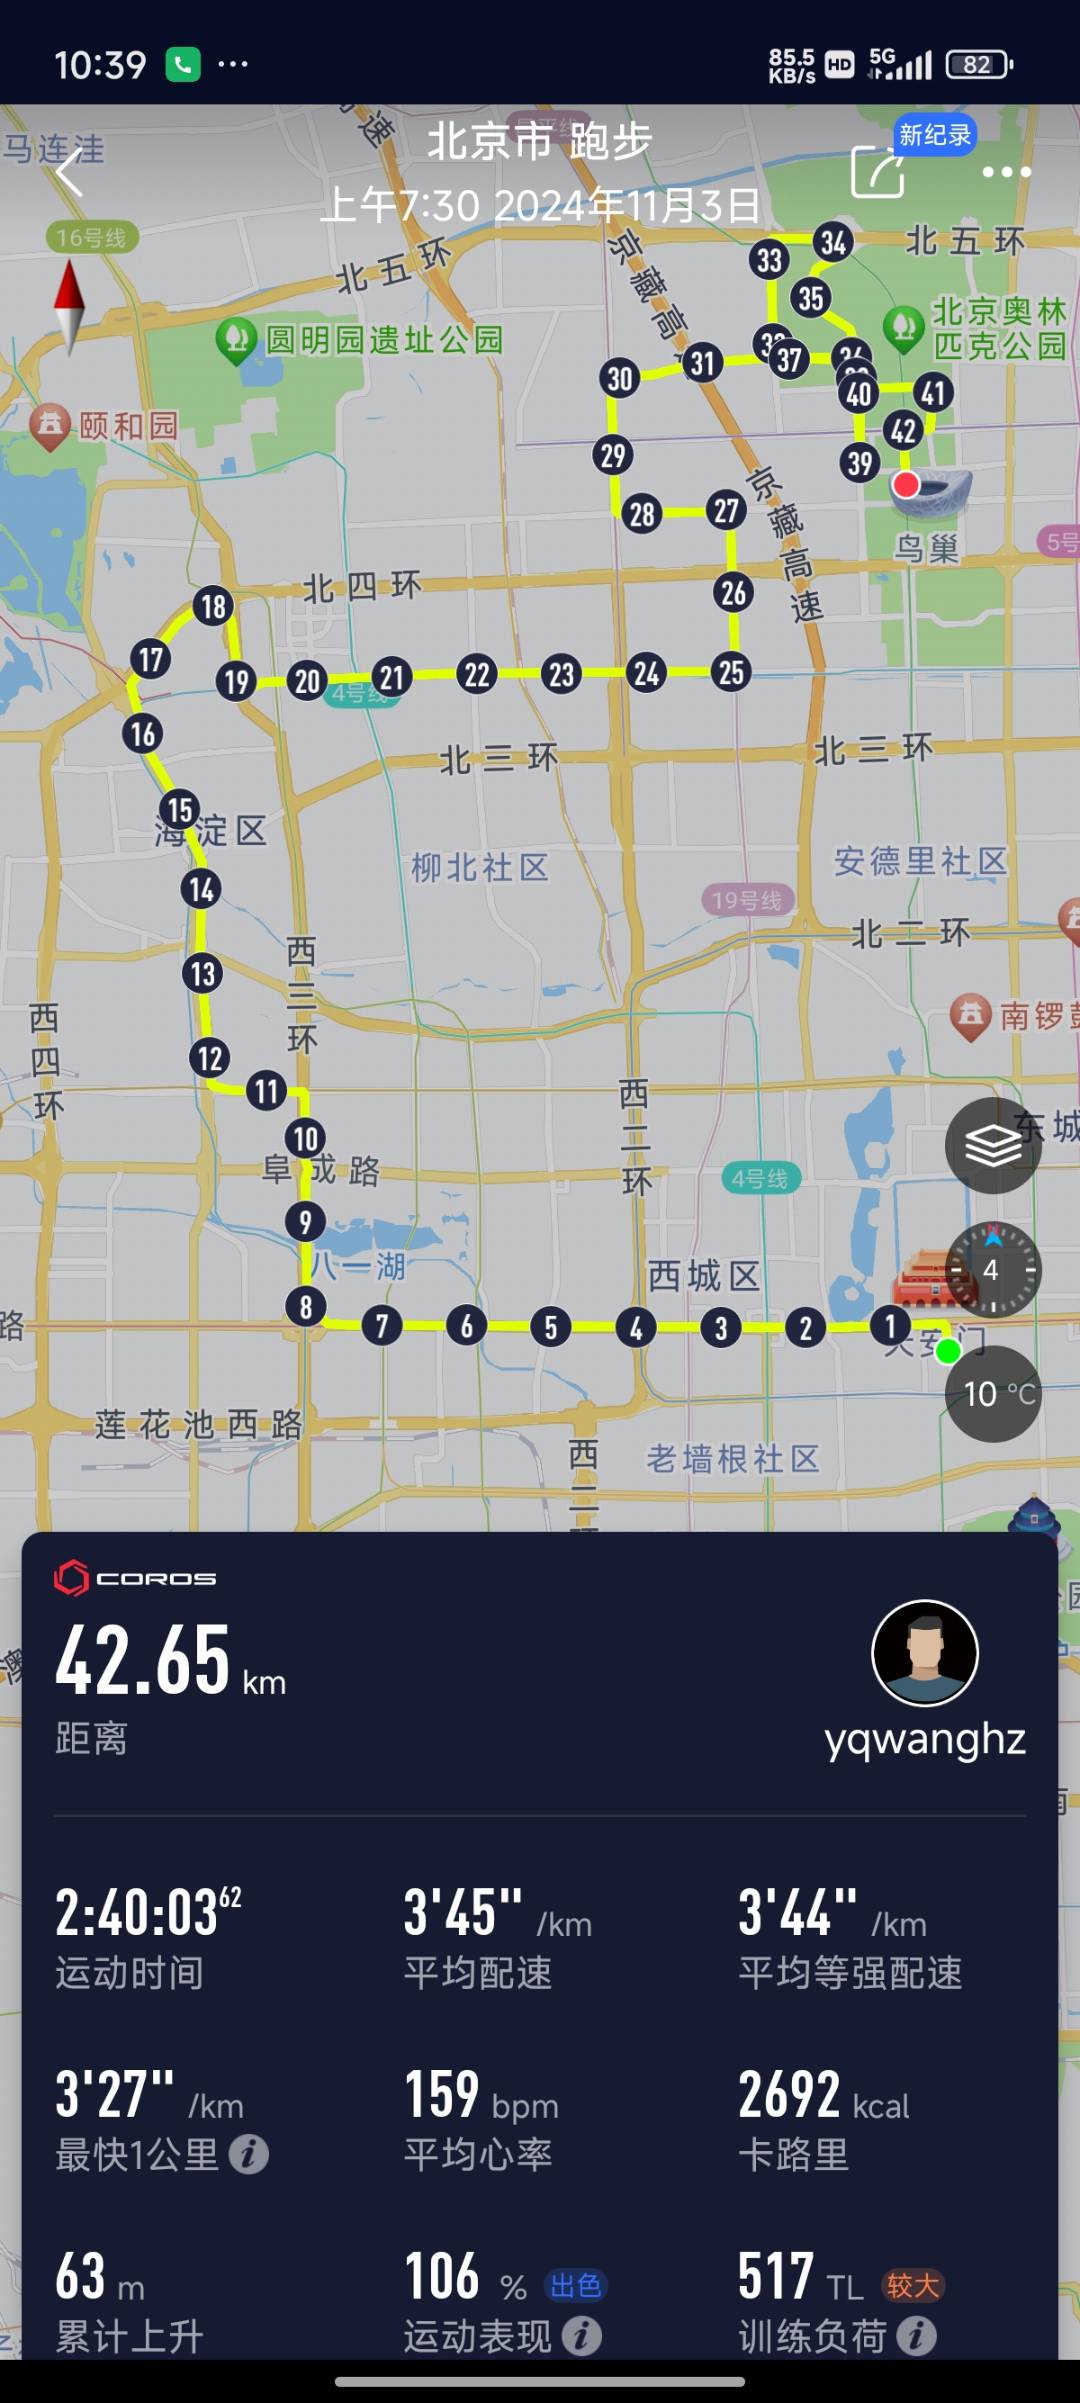 10:39
85.5 KB/s HD 5G 82
北京市 跑步
新纪录
上午7:30 2024年11月3日
马连洼
16号线
北五环
北五环
京藏高
圆明园遗址公园
北京奥林
匹克公园
颐和园
33
34
35
30
31
37
40
41
42
29
39
28
27
京藏高速
鸟巢
5号
北四环
26
18
17
19
20
21
22
23
24
25
4号线
16
北三环
北三环
15
海淀区
柳北社区
安德里社区
14
19号线
北二环
13
西三环
西四环
南锣鼓
12
11
西二环
东城
10
阜成路
4号线
9
八一湖
西城区
4
8
7
6
5
4
3
2
1
天安门
路
10 °C
莲花池西路
西二
老墙根社区
COROS
42.65 km
距离
yqwanghz
2:40:03 62
3'45" /km
3'44" /km
运动时间
平均配速
平均等强配速
3'27" /km
159 bpm
2692 kcal
最快1公里
平均心率
卡路里
63 m
106 % 出色
517 TL 较大
累计上升
运动表现
训练负荷